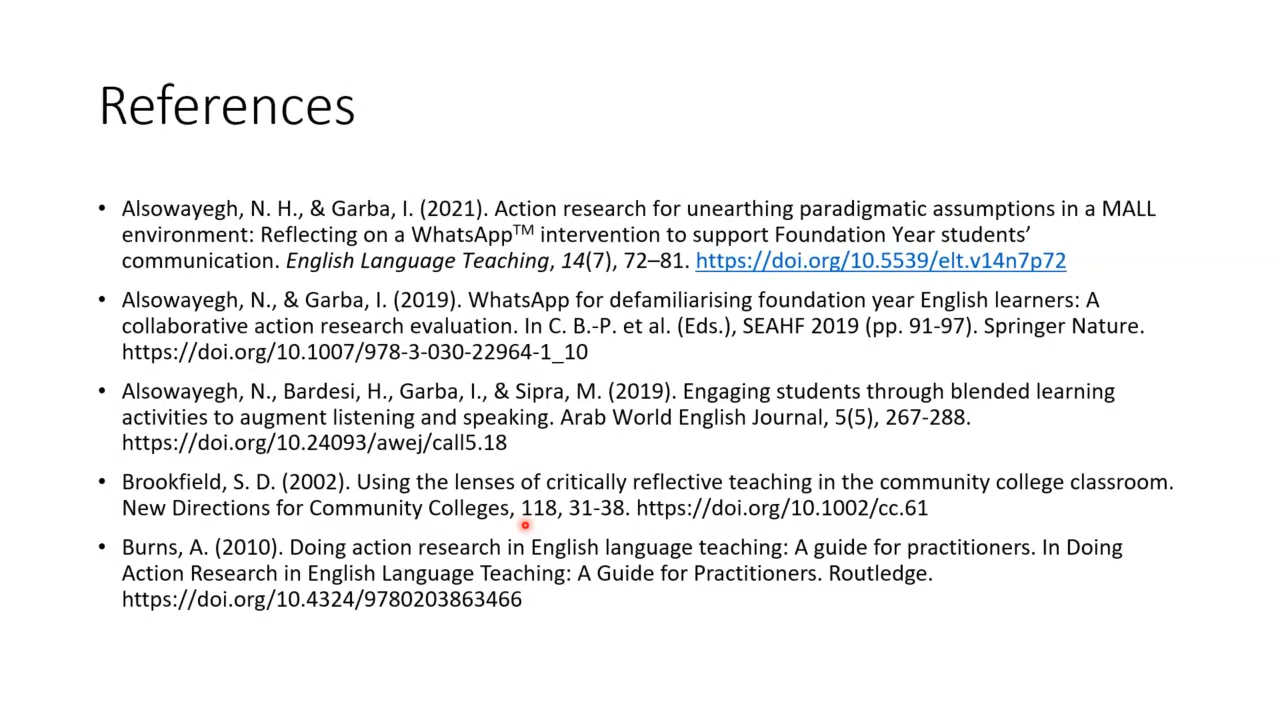 References
• Alsowayegh, N. H., & Garba, I. (2021). Action research for unearthing paradigmatic assumptions in a MALL
environment: Reflecting on a WhatsApp™ intervention to support Foundation Year students’
communication. English Language Teaching, 14(7), 72–81. https://doi.org/10.5539/elt.v14n7p72
• Alsowayegh, N., & Garba, I. (2019). WhatsApp for defamiliarising foundation year English learners: A
collaborative action research evaluation. In C. B.-P. et al. (Eds.), SEAHF 2019 (pp. 91-97). Springer Nature.
https://doi.org/10.1007/978-3-030-22964-1_10
• Alsowayegh, N., Bardesi, H., Garba, I., & Sipra, M. (2019). Engaging students through blended learning
activities to augment listening and speaking. Arab World English Journal, 5(5), 267-288.
https://doi.org/10.24093/awej/call5.18
• Brookfield, S. D. (2002). Using the lenses of critically reflective teaching in the community college classroom.
New Directions for Community Colleges, 118, 31-38. https://doi.org/10.1002/cc.61
• Burns, A. (2010). Doing action research in English language teaching: A guide for practitioners. In Doing
Action Research in English Language Teaching: A Guide for Practitioners. Routledge.
https://doi.org/10.4324/9780203863466